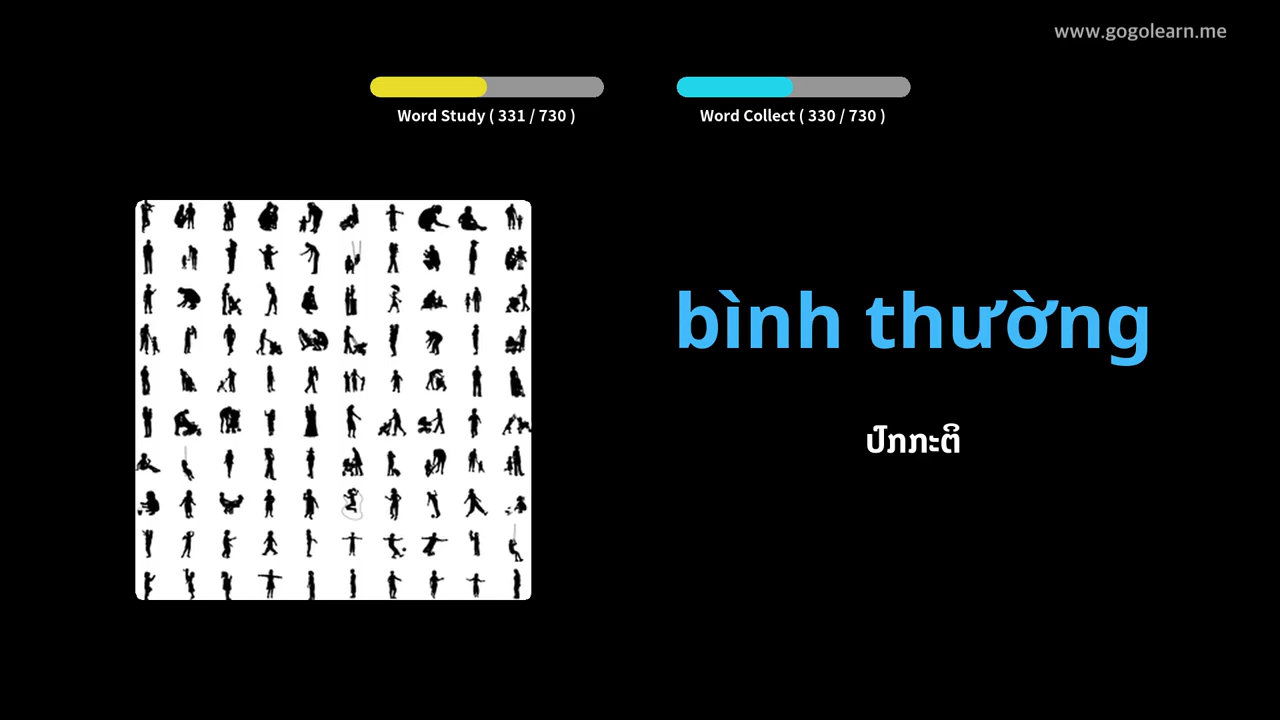 www.gogolearn.me
Word Study ( 331 / 730 )
Word Collect ( 330 / 730 )
bình thường
ປົກກະຕິ